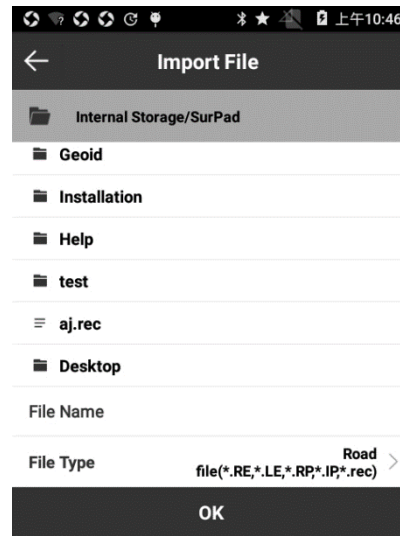 上午10:46
Import File
Internal Storage/SurPad
Geoid
Installation
Help
test
aj.rec
Desktop
File Name
File Type
Road
file(*.RE,*.LE,*.RP,*.IP,*.rec)
OK